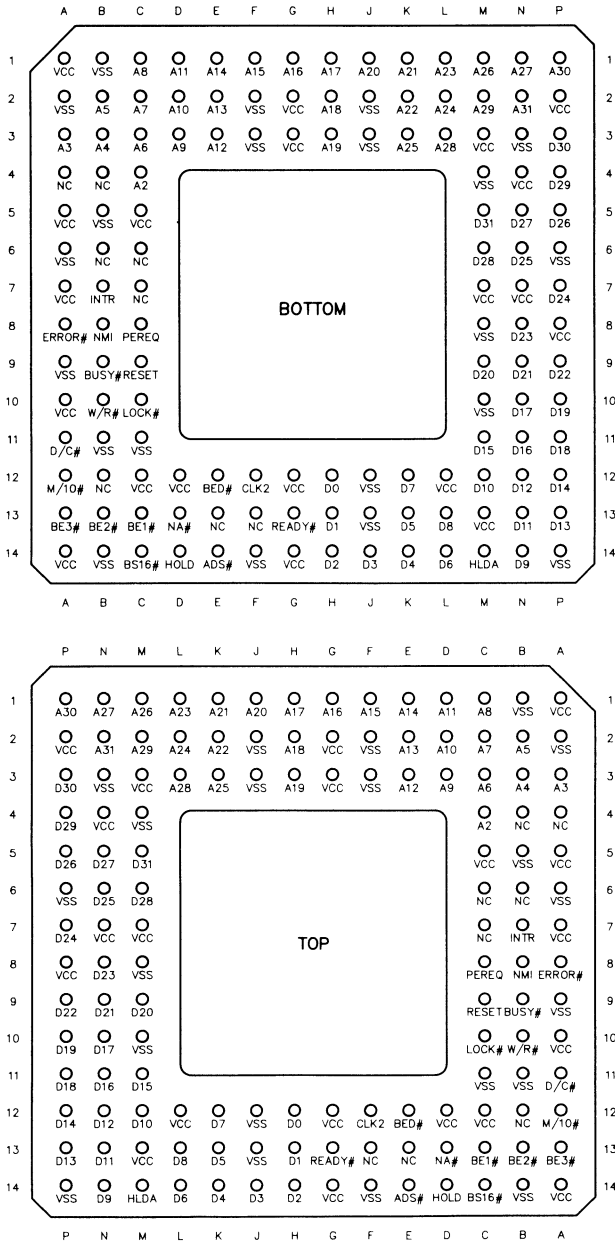 A B C D E F G H J K L M N P
1 VCC VSS A8 A11 A14 A15 A16 A17 A20 A21 A23 A26 A27 A30 1
2 VSS A5 A7 A10 A13 VSS VCC A18 VSS A22 A24 A29 A31 VCC 2
3 A3 A4 A6 A9 A12 VSS VCC A19 VSS A25 A28 VCC VSS D30 3
4 NC NC A2 VSS VCC D29 4
5 VCC VSS VCC D31 D27 D26 5
6 VSS NC NC D28 D25 VSS 6
7 VCC INTR NC VCC VCC D24 7
BOTTOM
8 ERROR# NMI PEREQ VSS D23 VCC 8
9 VSS BUSY# RESET D20 D21 D22 9
10 VCC W/R# LOCK# VSS D17 D19 10
11 D/C# VSS VSS D15 D16 D18 11
12 M/10# NC VCC VCC BED# CLK2 VCC D0 VSS D7 VCC D10 D12 D14 12
13 BE3# BE2# BE1# NA# NC NC READY# D1 VSS D5 D8 VCC D11 D13 13
14 VCC VSS BS16# HOLD ADS# VSS VCC D2 D3 D4 D6 HLDA D9 VSS 14
A B C D E F G H J K L M N P
P N M L K J H G F E D C B A
1 A30 A27 A26 A23 A21 A20 A17 A16 A15 A14 A11 A8 VSS VCC 1
2 VCC A31 A29 A24 A22 VSS A18 VCC VSS A13 A10 A7 A5 VSS 2
3 D30 VSS VCC A28 A25 VSS A19 VCC VSS A12 A9 A6 A4 A3 3
4 D29 VCC VSS A2 NC NC 4
5 D26 D27 D31 VCC VSS VCC 5
6 VSS D25 D28 NC NC VSS 6
7 D24 VCC VCC TOP NC INTR VCC 7
8 VCC D23 VSS PEREQ NMI ERROR# 8
9 D22 D21 D20 RESET BUSY# VSS 9
10 D19 D17 VSS LOCK# W/R# VCC 10
11 D18 D16 D15 VSS VSS D/C# 11
12 D14 D12 D10 VCC D7 VSS D0 VCC CLK2 BED# VCC VCC NC M/10# 12
13 D13 D11 VCC D8 D5 VSS D1 READY# NC NC NA# BE1# BE2# BE3# 13
14 VSS D9 HLDA D6 D4 D3 D2 VCC VSS ADS# HOLD BS16# VSS VCC 14
P N M L K J H G F E D C B A